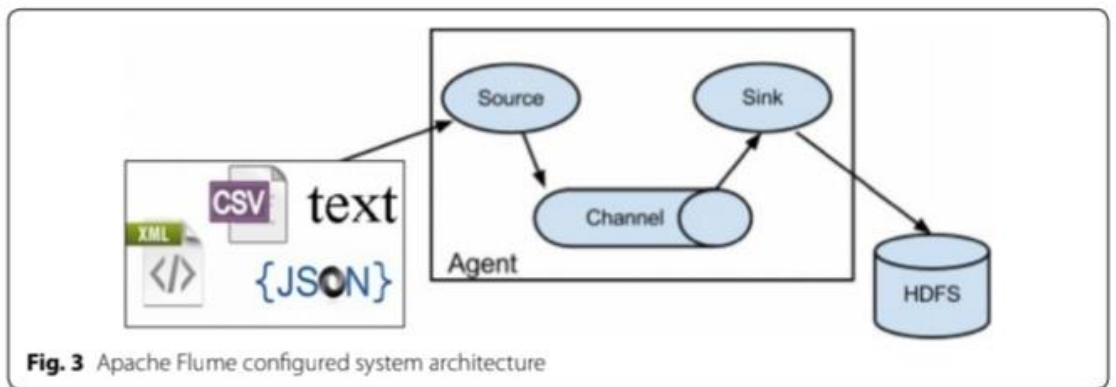 Source
Sink
CSV
text
XML
</>
{JSON}
Channel
Agent
HDFS
Fig. 3 Apache Flume configured system architecture